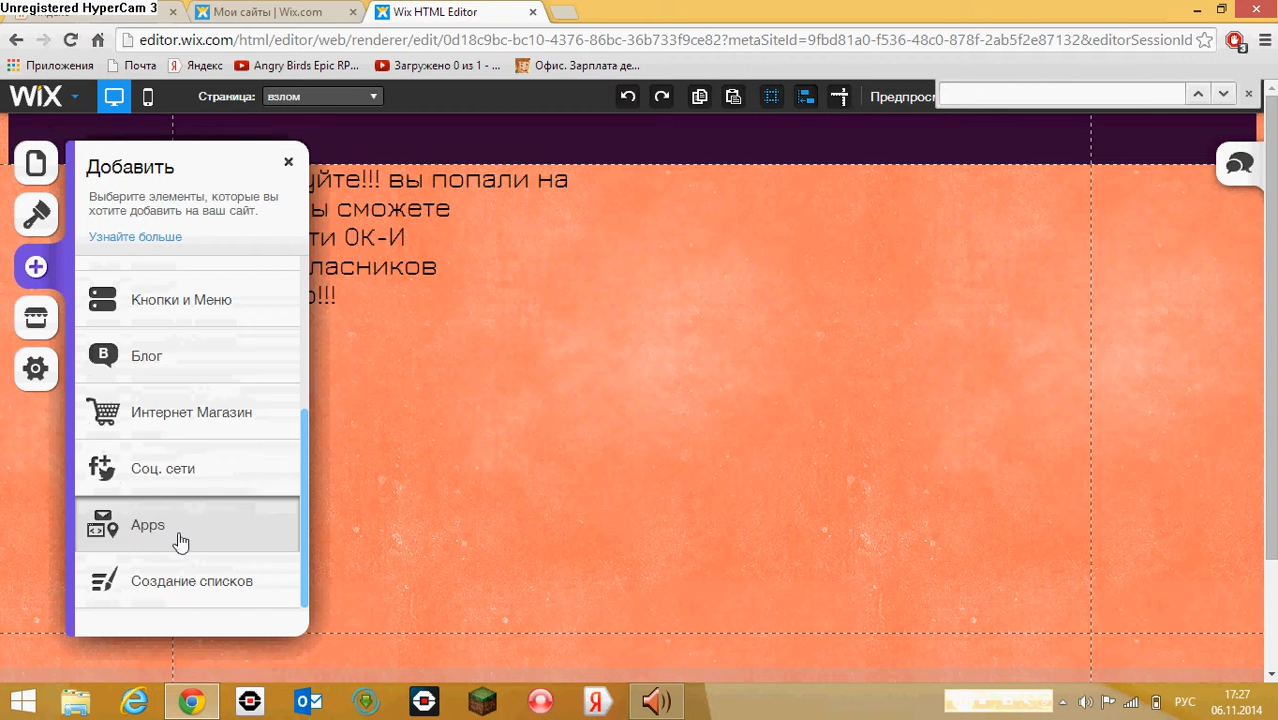 Unregistered HyperCam 3
Мои сайты | Wix.com
Wix HTML Editor
editor.wix.com/html/editor/web/renderer/edit/0d18c9bc-bc10-4376-86bc-36b733f9ce82?metaSiteId=9fbd81a0-f536-48c0-878f-2ab5f2e87132&editorSessionId
Приложения Почта Яндекс Angry Birds Epic RP... Загружено 0 из 1 - ... Офис. Зарплата де...
WiX Страница: взлом Предпрос
Добавить
Выберите элементы, которые вы
хотите добавить на ваш сайт.
Узнайте больше
уйте!!! вы попали на
ы сможете
ти ОК-И
ласников
о!!!
Кнопки и Меню
Блог
Интернет Магазин
Соц. сети
Apps
Создание списков
РУС
17:27
06.11.2014